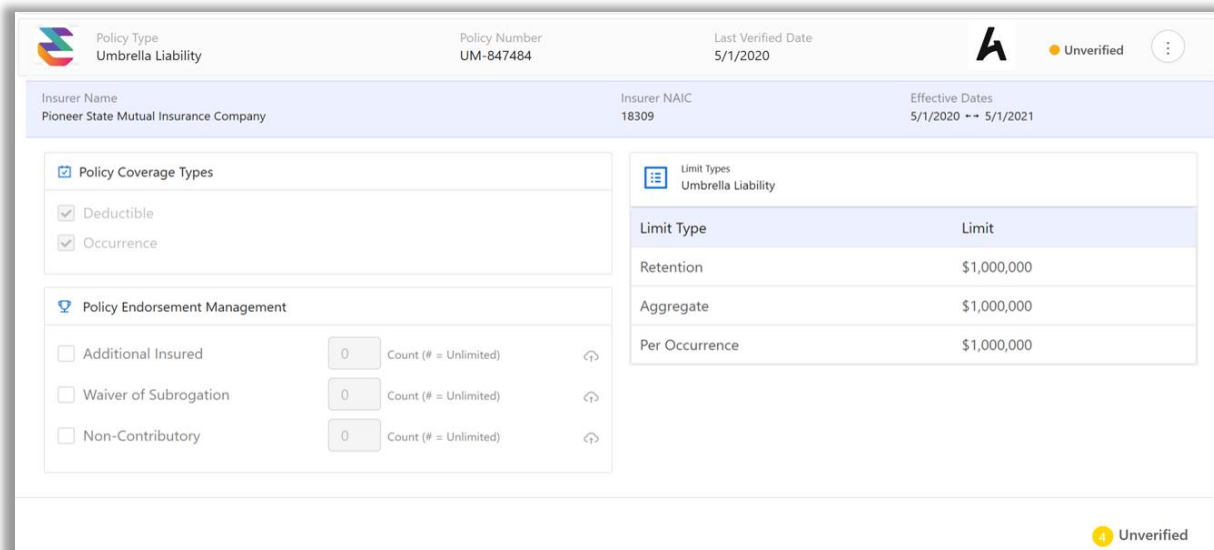 Policy Type
Umbrella Liability
Policy Number
UM-847484
Last Verified Date
5/1/2020
Unverified
Insurer Name
Pioneer State Mutual Insurance Company
Insurer NAIC
18309
Effective Dates
5/1/2020 ←→ 5/1/2021
Policy Coverage Types
Deductible
Occurrence
Policy Endorsement Management
Additional Insured 0 Count (# = Unlimited)
Waiver of Subrogation 0 Count (# = Unlimited)
Non-Contributory 0 Count (# = Unlimited)
Limit Types
Umbrella Liability
Limit Type Limit
Retention $1,000,000
Aggregate $1,000,000
Per Occurrence $1,000,000
4 Unverified